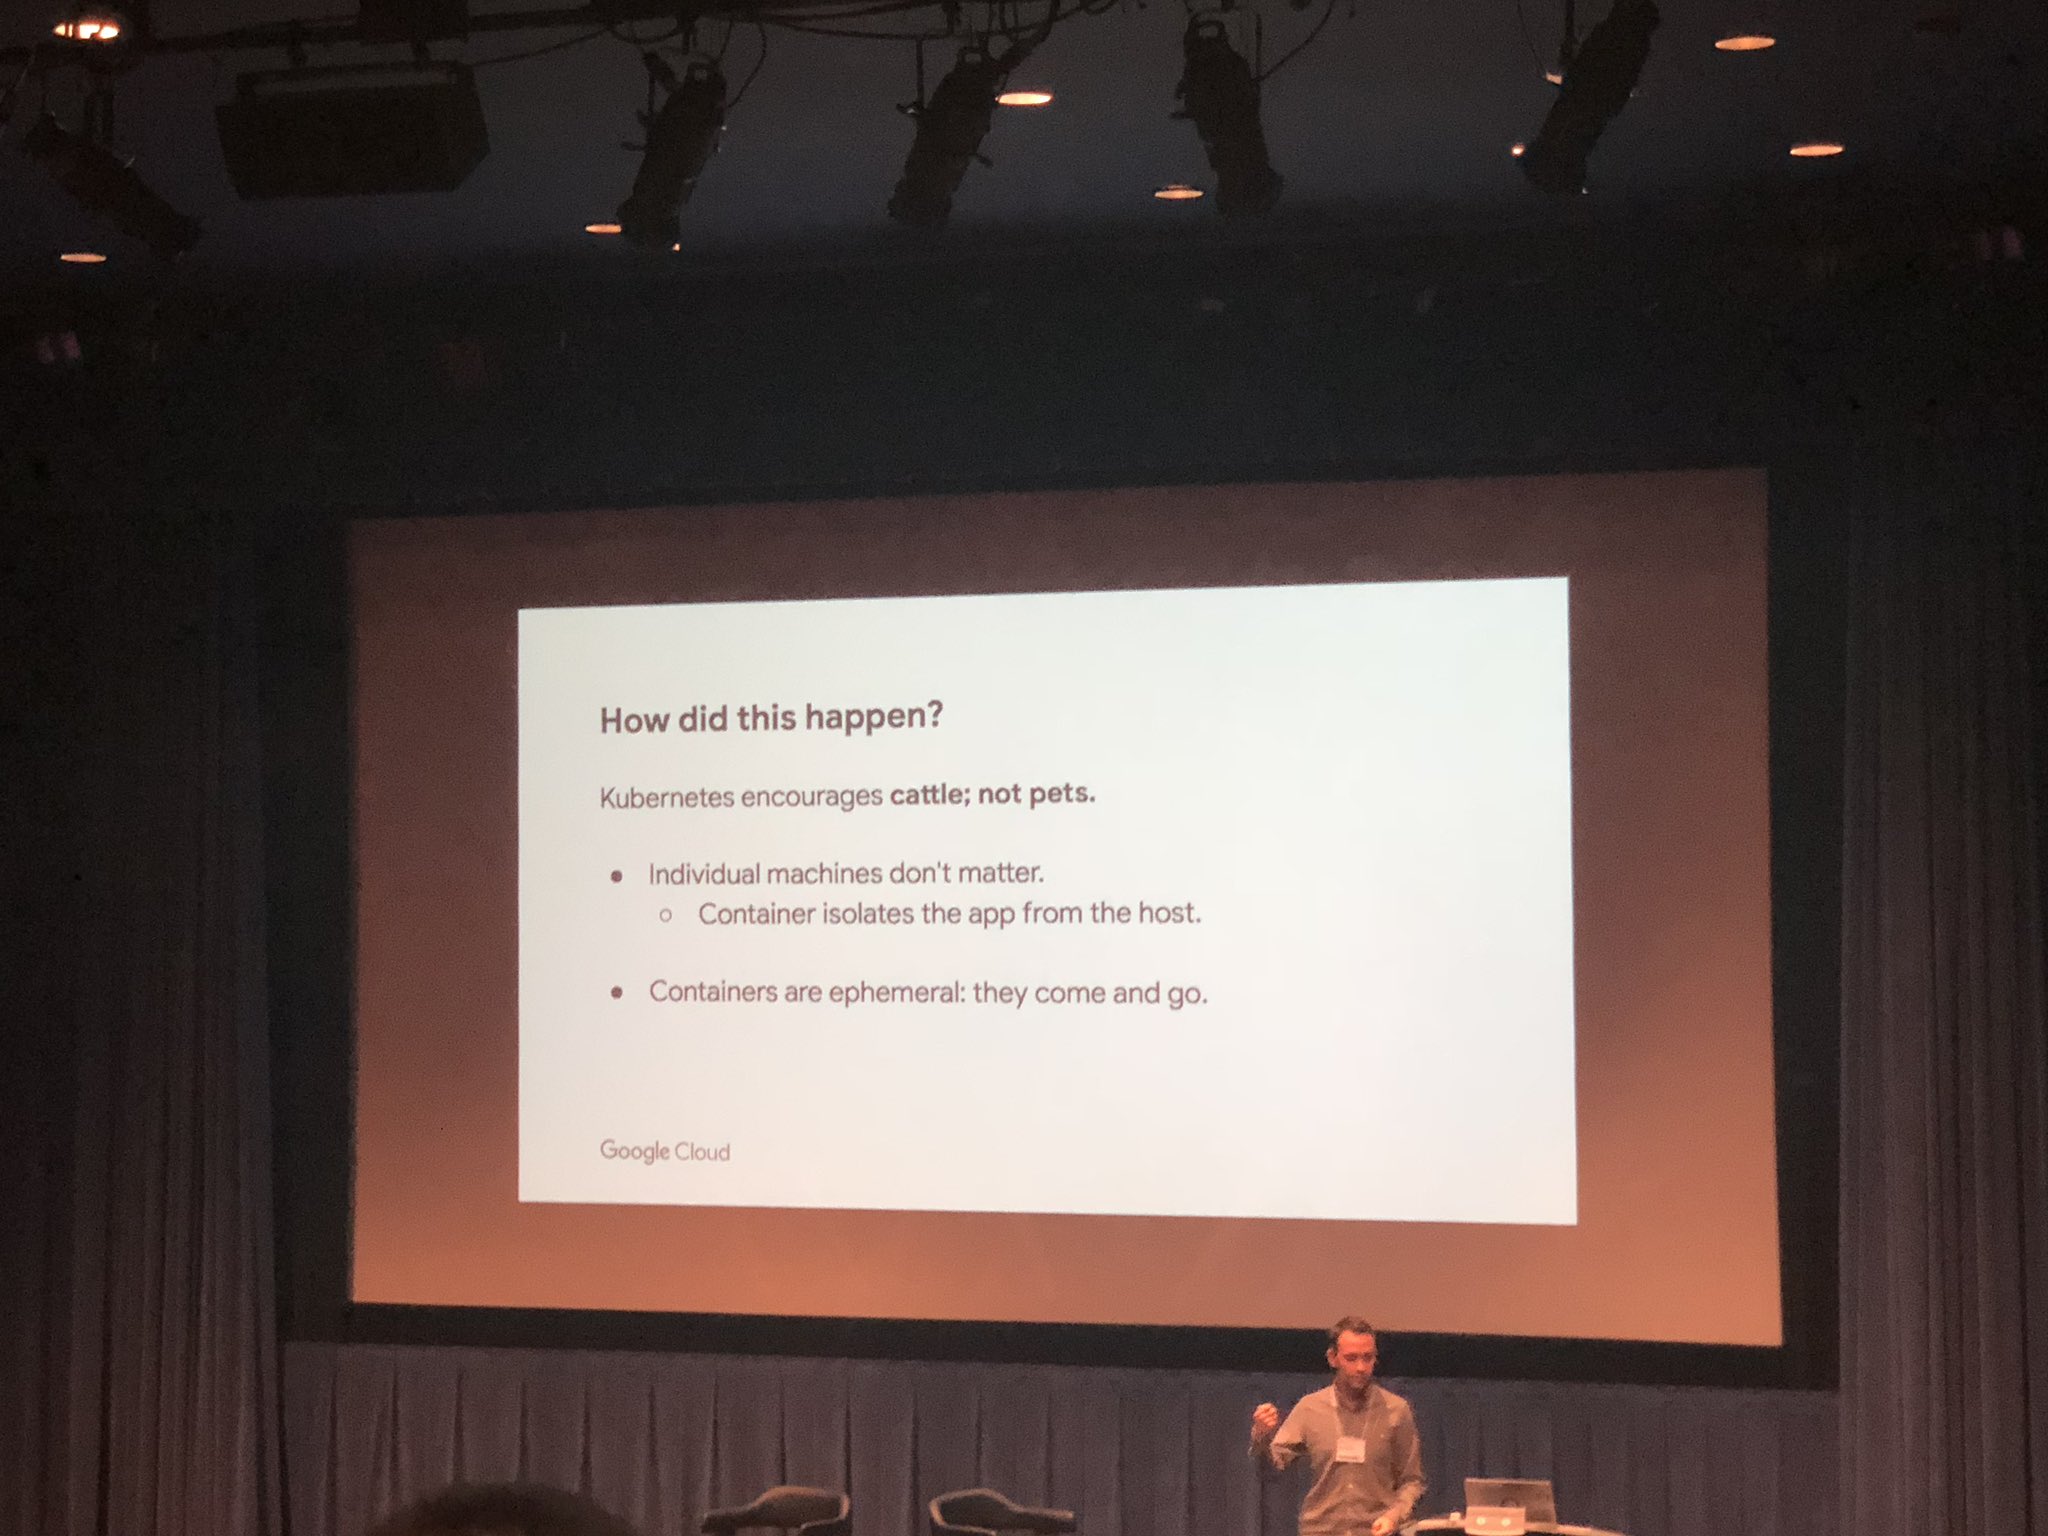 How did this happen?
Kubernetes encourages cattle; not pets.
● Individual machines don't matter.
○ Container isolates the app from the host.
● Containers are ephemeral: they come and go.
Google Cloud